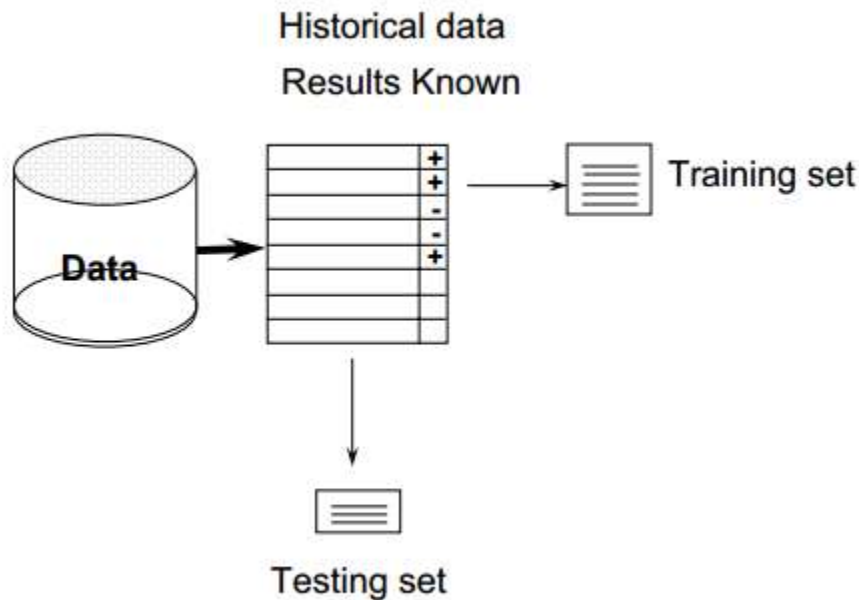 Historical data
Results Known
+
+
-
-
+
Training set
Data
Testing set